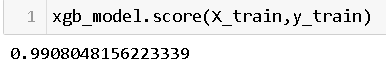 1 xgb_model.score(X_train,y_train)
0.9908048156223339